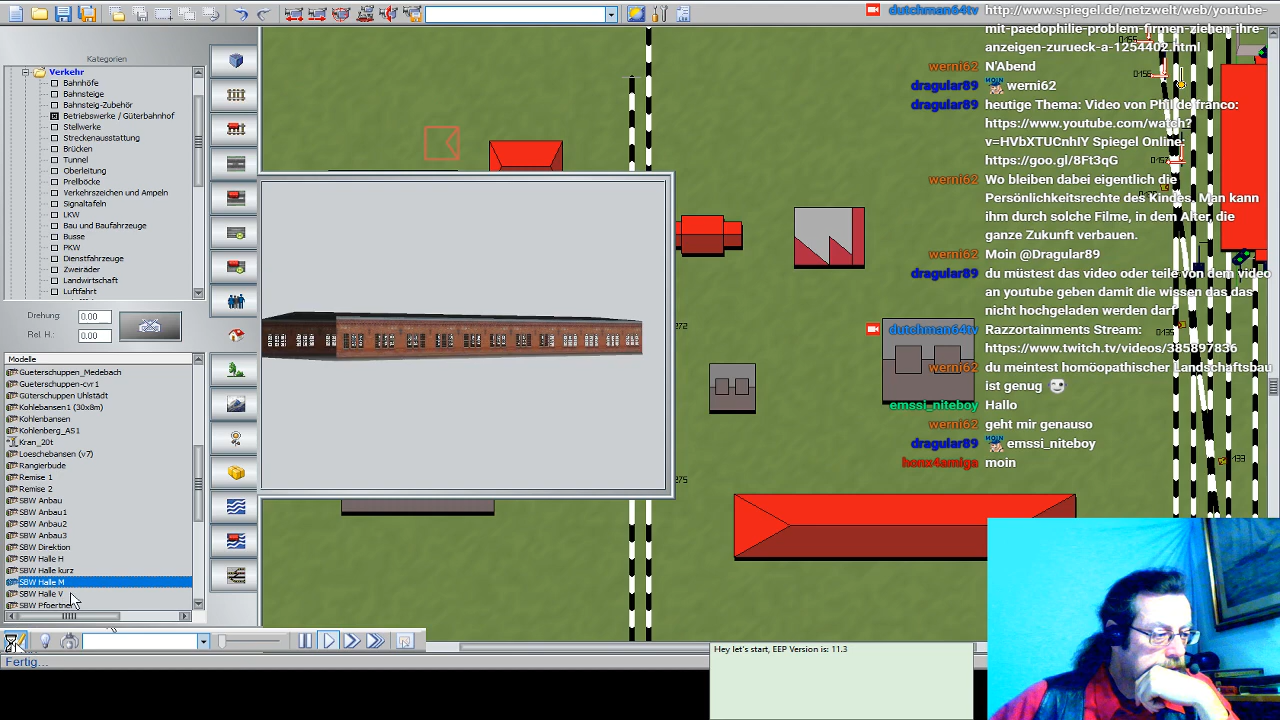 Kategorien
Verkehr
Bahnhöfe
Bahnsteige
Bahnsteig-Zubehör
Betriebswerke / Güterbahnhof
Stellwerke
Streckenausstattung
Brücken
Tunnel
Oberleitung
Prellböcke
Verkehrszeichen und Ampeln
Signaltafeln
LKW
Bau und Baufahrzeuge
Busse
PKW
Dienstfahrzeuge
Zweiräder
Landwirtschaft
Luftfahrt
Drehung:
0.00
Rel. H.:
0.00
Modelle
Gueterschuppen_Medebach
Gueterschuppen-cvr1
Güterschuppen Uhlstädt
Kohlebansen1 (30x8m)
Kohlenbansen
Kohlenberg_AS1
Kran_20t
Loeschebansen (v7)
Rangierbude
Remise 1
Remise 2
SBW Anbau
SBW Anbau1
SBW Anbau2
SBW Anbau3
SBW Direktion
SBW Halle H
SBW Halle kurz
SBW Halle M
SBW Halle V
SBW Pfoertner
Fertig...
275
Hey let's start, EEP Version is: 11.3
dutchman64tv
http://www.spiegel.de/netzwelt/web/youtube-
mit-paedophilie-problem-firmen-ziehen-ihre-
anzeigen-zurueck-a-1254402.html
werni62 N'Abend
dragular89 MOIN werni62
dragular89 heutige Thema: Video von Phil de franco:
https://www.youtube.com/watch?
v=HVbXTUCnhIY Spiegel Online:
https://goo.gl/8Ft3qG
werni62 Wo bleiben dabei eigentlich die
Persönlichkeitsrechte des Kindes. Man kann
ihm durch solche Filme, in dem Alter, die
ganze Zukunft verbauen.
werni62 Moin @Dragular89
dragular89 du müstest das video oder teile von dem video
an youtube geben damit die wissen das das
nicht hochgeladen werden darf
dutchman64tv Razzortainments Stream:
https://www.twitch.tv/videos/385897836
werni62 du meintest homöopathischer Landschaftsbau
ist genug
emssi_niteboy Hallo
werni62 geht mir genauso
dragular89 MOIN emssi_niteboy
honx4amiga moin